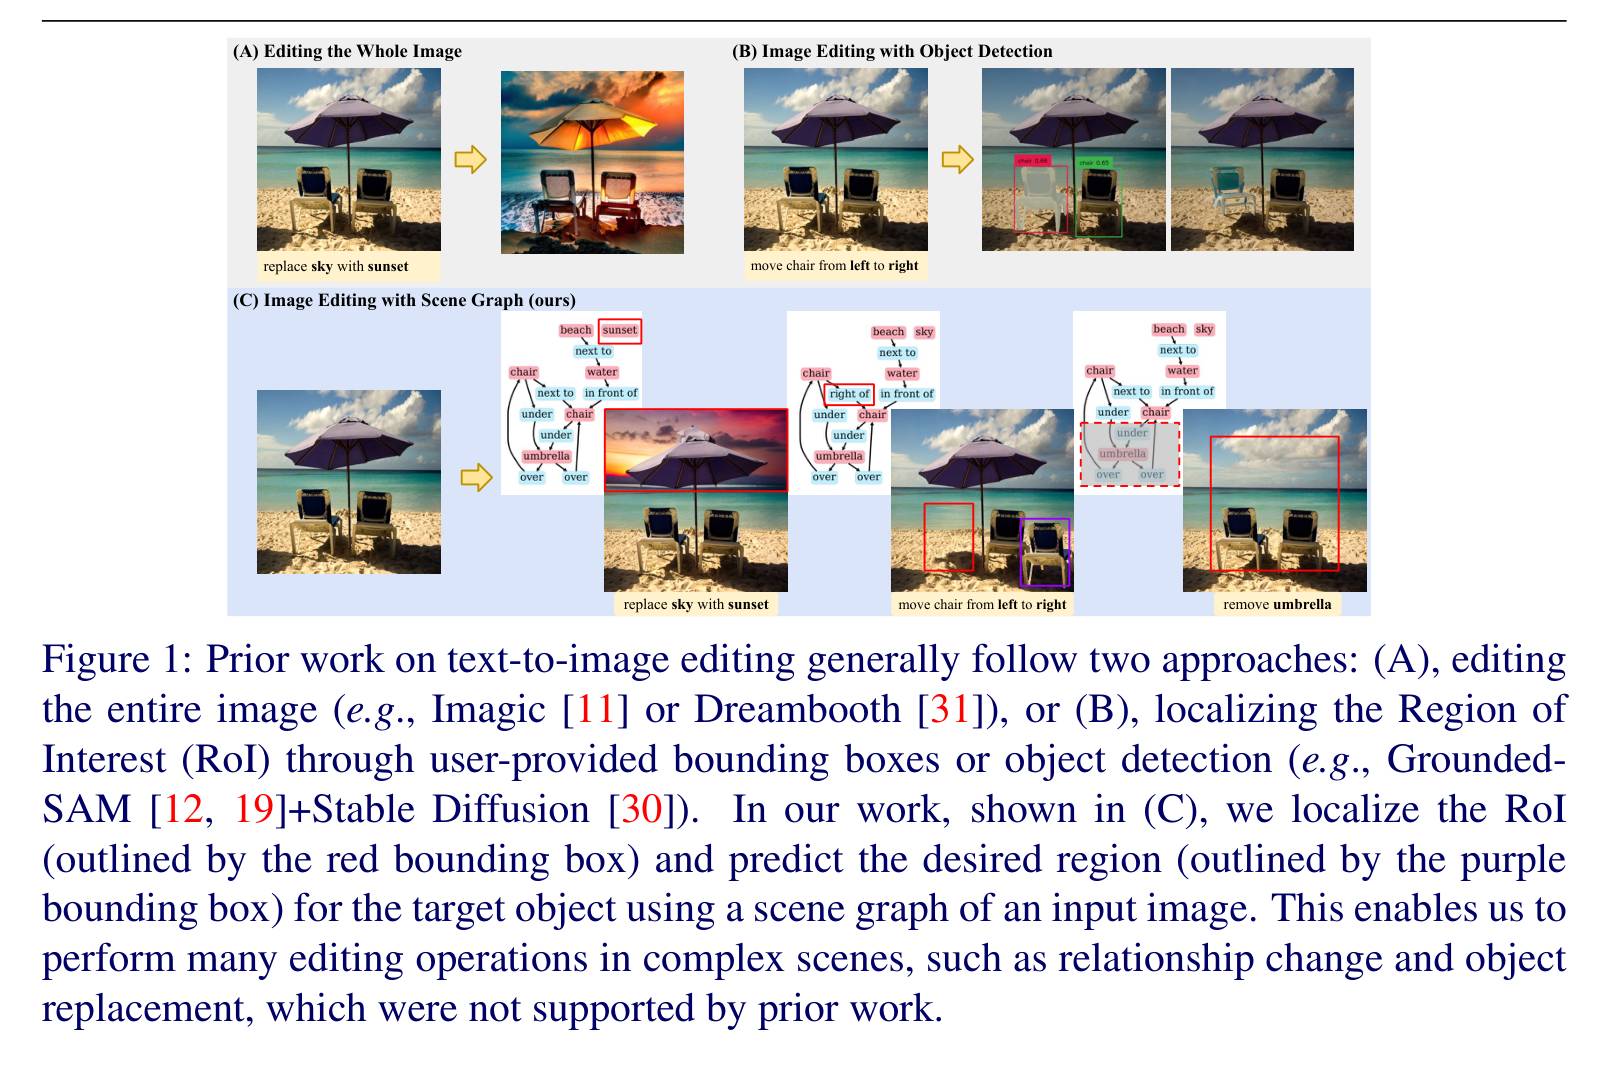 (A) Editing the Whole Image
replace sky with sunset
(B) Image Editing with Object Detection
chair 0.66
chair 0.65
move chair from left to right
(C) Image Editing with Scene Graph (ours)
beach sunset
next to
chair water
next to in front of
under chair
under
umbrella
over over
replace sky with sunset
beach sky
next to
chair water
right of in front of
under chair
under
umbrella
over over
move chair from left to right
beach sky
next to
chair water
next to in front of
under chair
under
umbrella
over over
remove umbrella
Figure 1: Prior work on text-to-image editing generally follow two approaches: (A), editing
the entire image (e.g., Imagic [11] or Dreambooth [31]), or (B), localizing the Region of
Interest (RoI) through user-provided bounding boxes or object detection (e.g., Grounded-
SAM [12, 19]+Stable Diffusion [30]). In our work, shown in (C), we localize the RoI
(outlined by the red bounding box) and predict the desired region (outlined by the purple
bounding box) for the target object using a scene graph of an input image. This enables us to
perform many editing operations in complex scenes, such as relationship change and object
replacement, which were not supported by prior work.